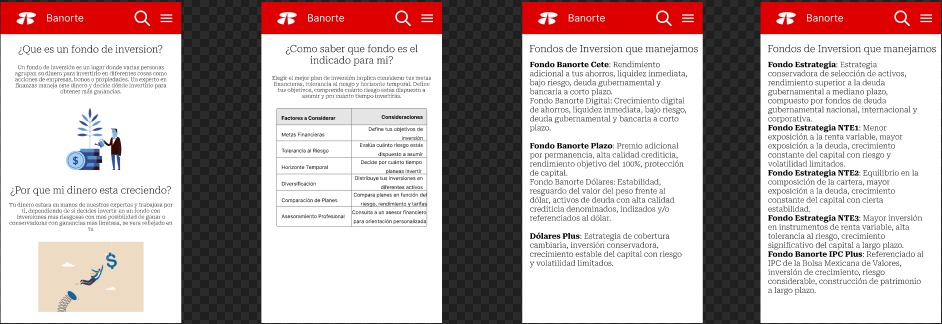 Banorte
¿Que es un fondo de inversion?
Un fondo de inversión es un lugar donde varias personas
agrupan su dinero para invertirlo en diferentes cosas como
acciones de empresas, bonos o propiedades. Un experto en
finanzas maneja este dinero y decide dónde invertirlo para
obtener más ganancias.
¿Por que mi dinero esta creciendo?
Tu dinero estara en manos de nuestros expertos y trabajara por
ti, dependiendo de si decides invertir en un fondo con
inversiones mas riesgosas con mas posibilidad de ganar o
conservadoras con ganancias mas limitada, se vera reflejado en
Banorte
¿Como saber que fondo es el
indicado para mi?
Elegir el mejor plan de inversión implica considerar tus metas
financieras, tolerancia al riesgo y horizonte temporal. Define
tus objetivos, comprende cuánto riesgo estás dispuesto a
asumir y por cuánto tiempo invertirás.
Factores a Considerar
Consideraciones
Metas Financieras
Define tus objetivos de
inversión
Tolerancia al Riesgo
Evalúa cuánto riesgo estás
dispuesto a asumir
Horizonte Temporal
Decide por cuánto tiempo
planeas invertir
Diversificación
Distribuye tus inversiones en
diferentes activos
Comparación de Planes
Compara planes en función del
riesgo, rendimiento y tarifas
Asesoramiento Profesional
Consulta a un asesor financiero
para orientación personalizada
Banorte
Fondos de Inversion que manejamos
Fondo Banorte Cete: Rendimiento
adicional a tus ahorros, liquidez inmediata,
bajo riesgo, deuda gubernamental y
bancaria a corto plazo.
Fondo Banorte Digital: Crecimiento digital
de ahorros, liquidez inmediata, bajo riesgo,
deuda gubernamental y bancaria a corto
plazo.
Fondo Banorte Plazo: Premio adicional
por permanencia, alta calidad crediticia,
rendimiento objetivo del 100%, protección
de capital.
Fondo Banorte Dólares: Estabilidad,
resguardo del valor del peso frente al
dólar, activos de deuda con alta calidad
crediticia denominados, indizados y/o
referenciados al dólar.
Dólares Plus: Estrategia de cobertura
cambiaria, inversión conservadora,
crecimiento estable del capital con riesgo
y volatilidad limitados.
Banorte
Fondos de Inversion que manejamos
Fondo Estrategia: Estrategia
conservadora de selección de activos,
rendimiento superior a la deuda
gubernamental a mediano plazo,
compuesto por fondos de deuda
gubernamental nacional, internacional y
corporativa.
Fondo Estrategia NTE1: Menor
exposición a la renta variable, mayor
exposición a la deuda, crecimiento
constante del capital con riesgo y
volatilidad limitados.
Fondo Estrategia NTE2: Equilibrio en la
composición de la cartera, mayor
exposición a la deuda, crecimiento
constante del capital con cierta
estabilidad.
Fondo Estrategia NTE3: Mayor inversión
en instrumentos de renta variable, alta
tolerancia al riesgo, crecimiento
significativo del capital a largo plazo.
Fondo Banorte IPC Plus: Referenciado al
IPC de la Bolsa Mexicana de Valores,
inversión de crecimiento, riesgo
considerable, construcción de patrimonio
a largo plazo.